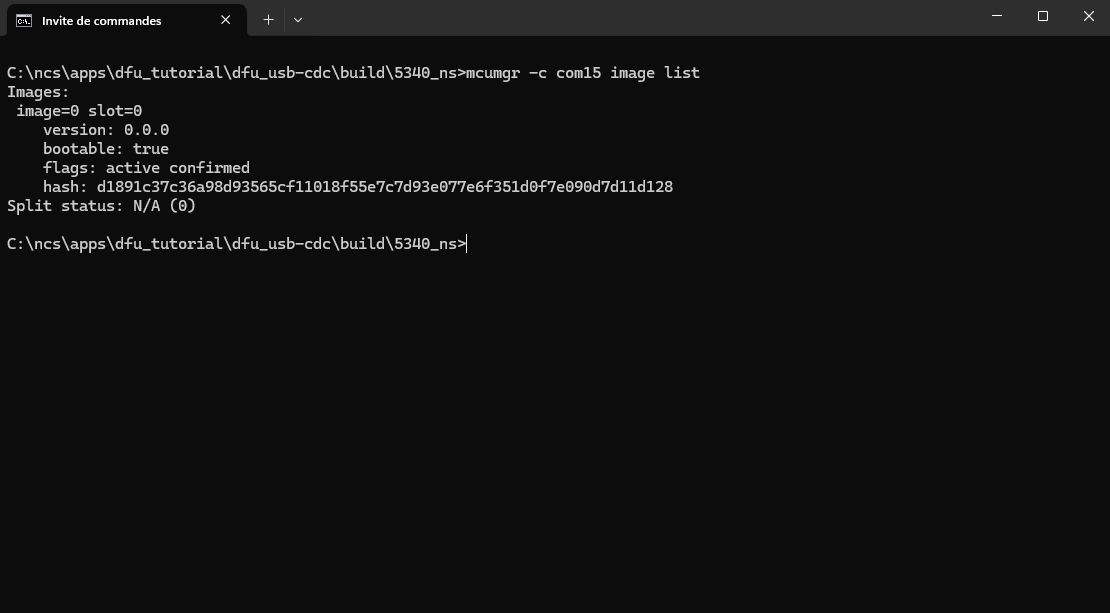 Invite de commandes
C:\ncs\apps\dfu_tutorial\dfu_usb-cdc\build\5340_ns>mcumgr -c com15 image list
Images:
 image=0 slot=0
    version: 0.0.0
    bootable: true
    flags: active confirmed
    hash: d1891c37c36a98d93565cf11018f55e7c7d93e077e6f351d0f7e090d7d11d128
Split status: N/A (0)
C:\ncs\apps\dfu_tutorial\dfu_usb-cdc\build\5340_ns>